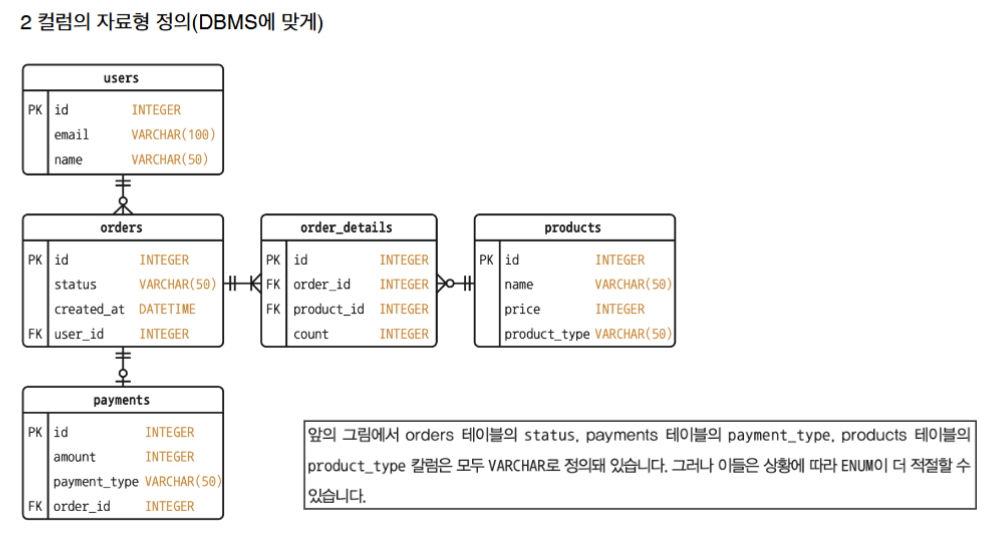 2 컬럼의 자료형 정의(DBMS에 맞게)
users
PK id INTEGER
email VARCHAR(100)
name VARCHAR(50)
orders
PK id INTEGER
status VARCHAR(50)
created_at DATETIME
FK user_id INTEGER
order_details
PK id INTEGER
FK order_id INTEGER
FK product_id INTEGER
count INTEGER
products
PK id INTEGER
name VARCHAR(50)
price INTEGER
product_type VARCHAR(50)
payments
PK id INTEGER
amount INTEGER
payment_type VARCHAR(50)
FK order_id INTEGER
앞의 그림에서 orders 테이블의 status, payments 테이블의 payment_type, products 테이블의
product_type 칼럼은 모두 VARCHAR로 정의돼 있습니다. 그러나 이들은 상황에 따라 ENUM이 더 적절할 수
있습니다.